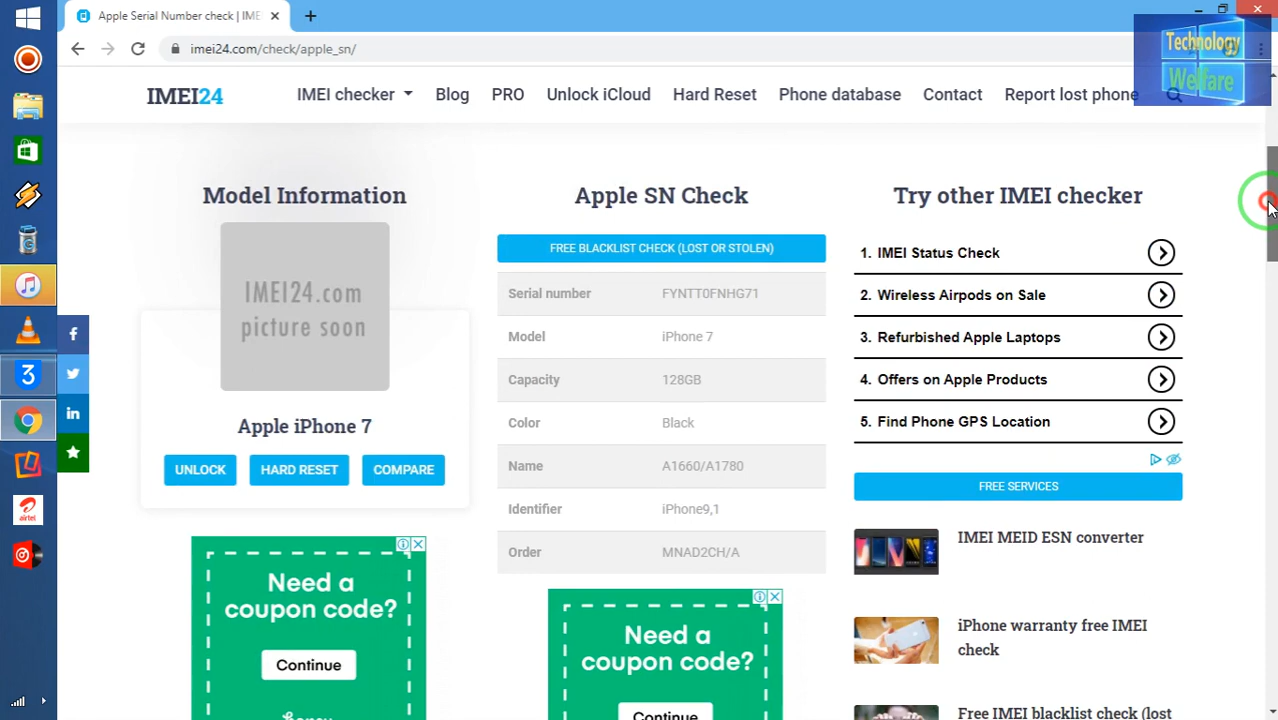 Apple Serial Number check | IME
imei24.com/check/apple_sn/
Technology
Welfare
IMEI24
IMEI checker
Blog
PRO
Unlock iCloud
Hard Reset
Phone database
Contact
Report lost phone
Model Information
IMEI24.com
picture soon
Apple iPhone 7
UNLOCK
HARD RESET
COMPARE
Need a
coupon code?
Continue
Apple SN Check
FREE BLACKLIST CHECK (LOST OR STOLEN)
Serial number FYNTT0FNHG71
Model iPhone 7
Capacity 128GB
Color Black
Name A1660/A1780
Identifier iPhone9,1
Order MNAD2CH/A
Need a
coupon code?
Continue
Try other IMEI checker
1. IMEI Status Check
2. Wireless Airpods on Sale
3. Refurbished Apple Laptops
4. Offers on Apple Products
5. Find Phone GPS Location
FREE SERVICES
IMEI MEID ESN converter
iPhone warranty free IMEI
check
Free IMEI blacklist check (lost
airtel